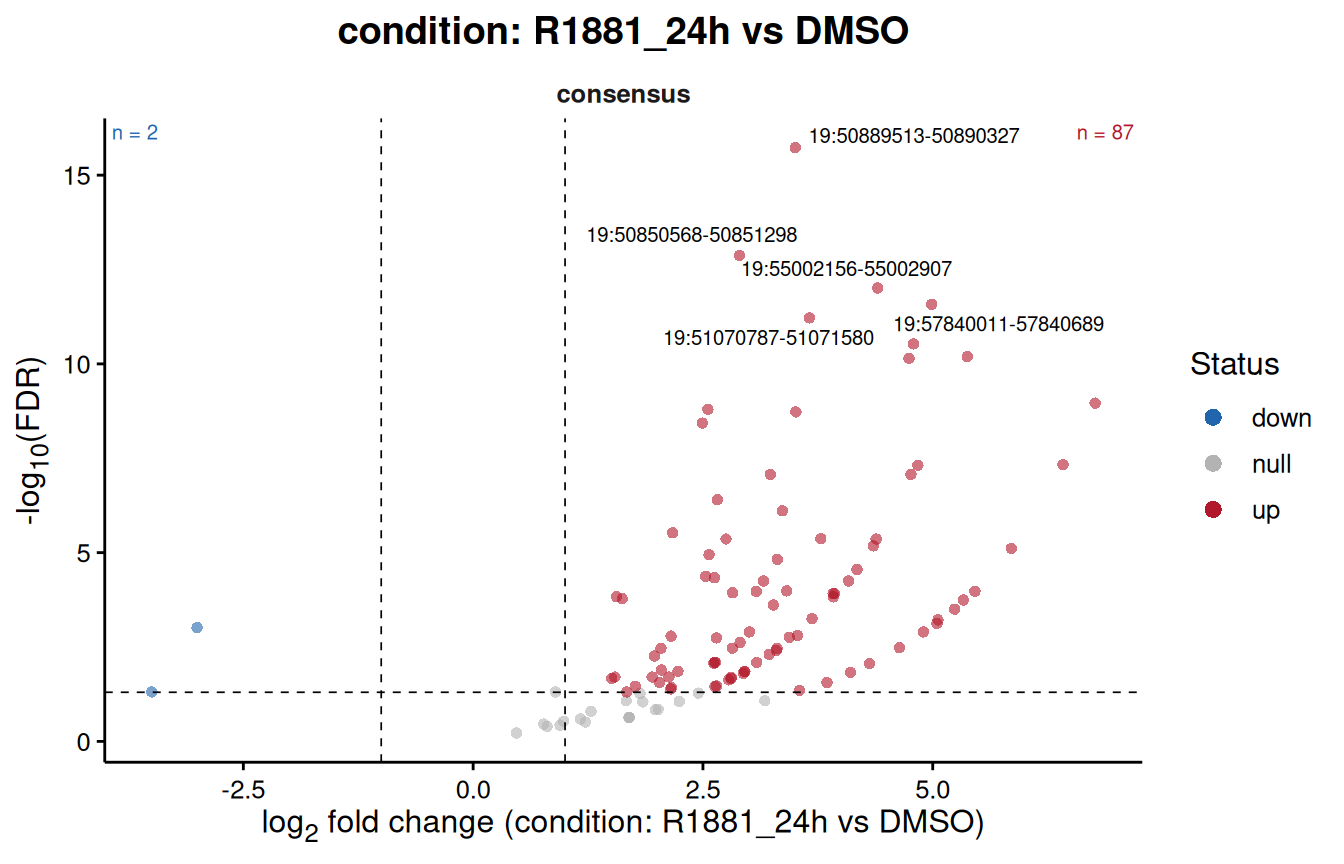 condition: R1881_24h vs DMSO
consensus
n = 2
n = 87
19:50889513-50890327
19:50850568-50851298
19:55002156-55002907
19:57840011-57840689
19:51070787-51071580
15
10
5
0
-log10(FDR)
-2.5
0.0
2.5
5.0
log2 fold change (condition: R1881_24h vs DMSO)
Status
down
null
up